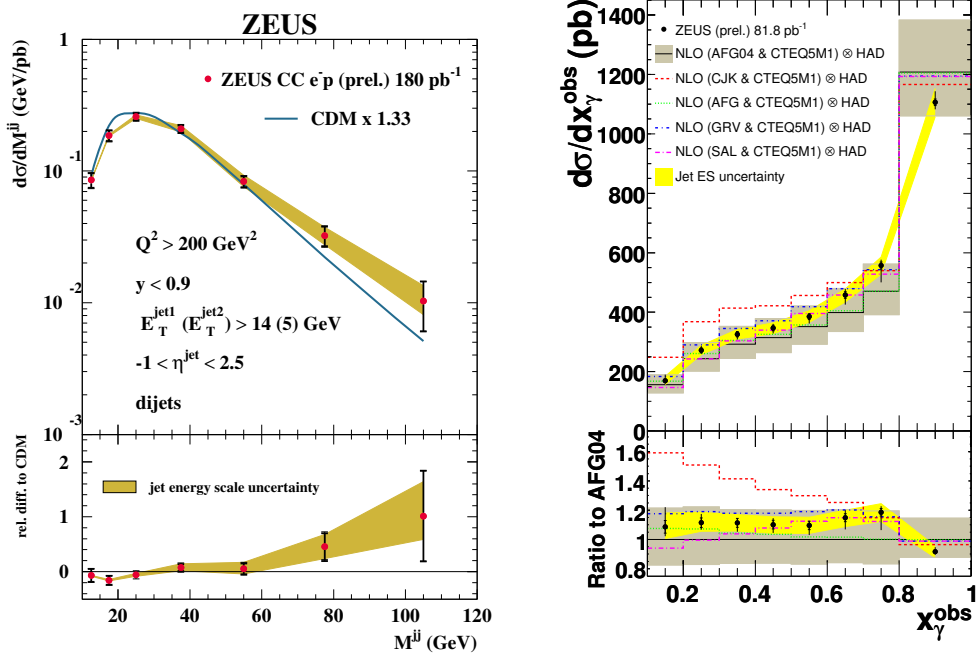 ZEUS
dσ/dM^jj (GeV/pb)
1
10^-1
10^-2
10^-3
ZEUS CC e^-p (prel.) 180 pb^-1
CDM x 1.33
Q^2 > 200 GeV^2
y < 0.9
E_T^jet1 (E_T^jet2) > 14 (5) GeV
-1 < η^jet < 2.5
dijets
rel. diff. to CDM
2
1
0
jet energy scale uncertainty
20 40 60 80 100 120
M^jj (GeV)
dσ/dx_γ^obs (pb)
1400
1200
1000
800
600
400
200
0
ZEUS (prel.) 81.8 pb^-1
NLO (AFG04 & CTEQ5M1) ⊗ HAD
NLO (CJK & CTEQ5M1) ⊗ HAD
NLO (AFG & CTEQ5M1) ⊗ HAD
NLO (GRV & CTEQ5M1) ⊗ HAD
NLO (SAL & CTEQ5M1) ⊗ HAD
Jet ES uncertainty
Ratio to AFG04
1.6
1.4
1.2
1
0.8
0.2 0.4 0.6 0.8 1
x_γ^obs